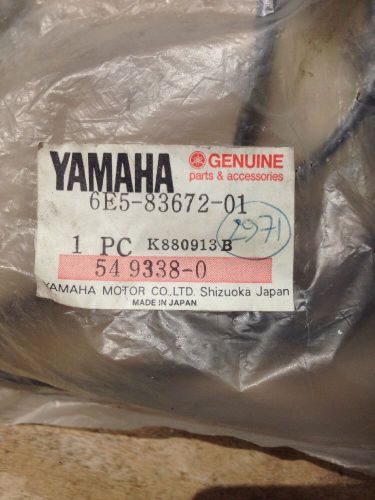 YAMAHA GENUINE
parts & accessories
6E5-83672-01
1 PC K880913B 2971
54 9338-0
YAMAHA MOTOR CO.,LTD. Shizuoka Japan
MADE IN JAPAN